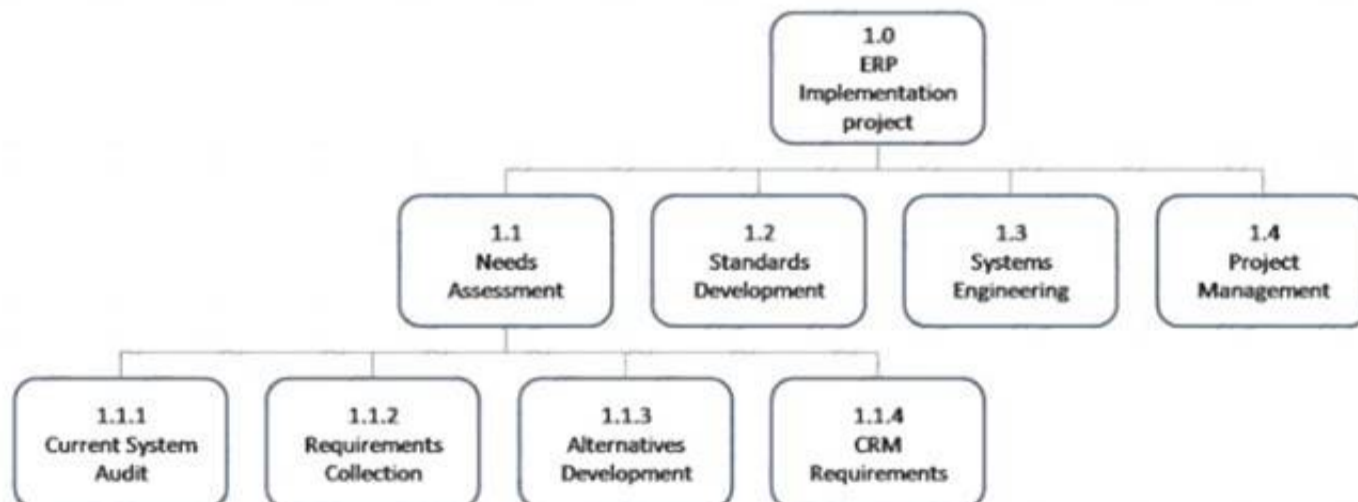 1.0
ERP
Implementation
project
1.1
Needs
Assessment
1.2
Standards
Development
1.3
Systems
Engineering
1.4
Project
Management
1.1.1
Current System
Audit
1.1.2
Requirements
Collection
1.1.3
Alternatives
Development
1.1.4
CRM
Requirements